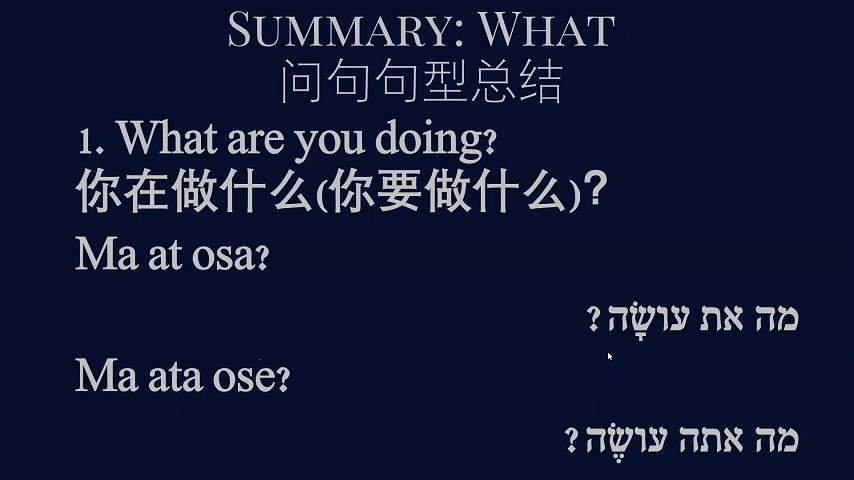 SUMMARY: WHAT
问句句型总结
1. What are you doing?
你在做什么(你要做什么)?
Ma at osa?
מה את עושָׂה?
Ma ata ose?
מה אתה עושֶׂה?